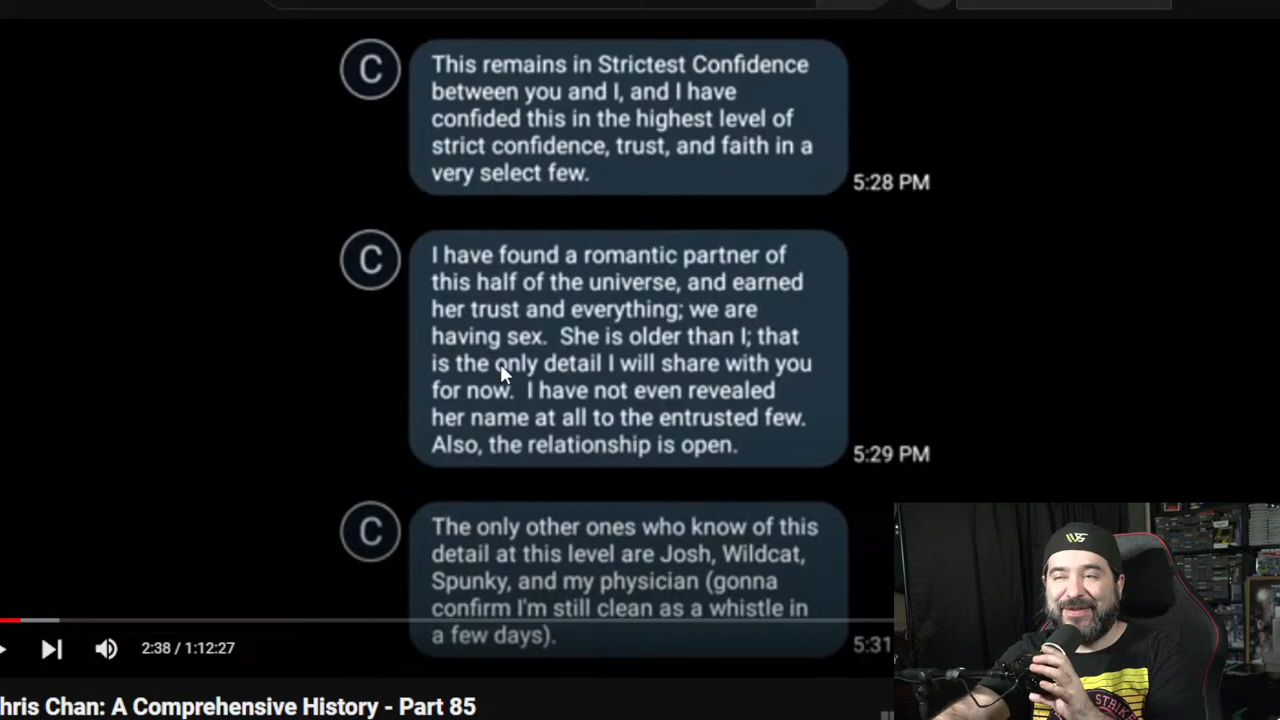 C
This remains in Strictest Confidence
between you and I, and I have
confided this in the highest level of
strict confidence, trust, and faith in a
very select few.
5:28 PM
C
I have found a romantic partner of
this half of the universe, and earned
her trust and everything; we are
having sex. She is older than I; that
is the only detail I will share with you
for now. I have not even revealed
her name at all to the entrusted few.
Also, the relationship is open.
5:29 PM
C
The only other ones who know of this
detail at this level are Josh, Wildcat,
Spunky, and my physician (gonna
confirm I'm still clean as a whistle in
a few days).
5:31
2:38 / 1:12:27
hris Chan: A Comprehensive History - Part 85
STRIK